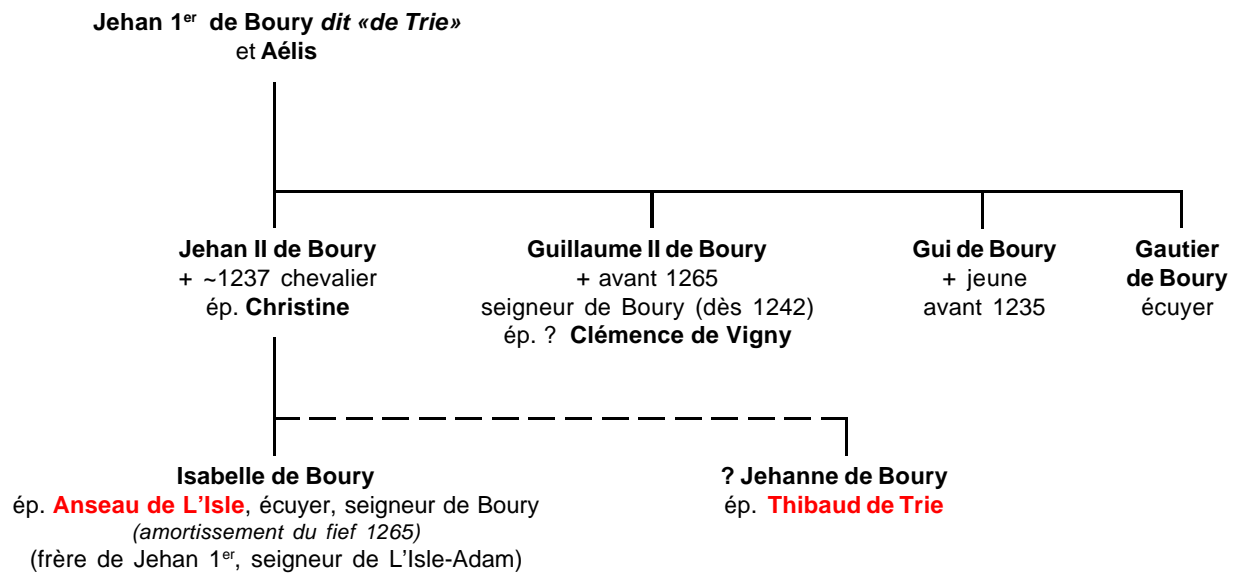 Jehan 1er de Boury dit «de Trie»
et Aélis
Jehan II de Boury
+ ~1237 chevalier
ép. Christine
Guillaume II de Boury
+ avant 1265
seigneur de Boury (dès 1242)
ép. ? Clémence de Vigny
Gui de Boury
+ jeune
avant 1235
Gautier
de Boury
écuyer
Isabelle de Boury
ép. Anseau de L'Isle, écuyer, seigneur de Boury
(amortissement du fief 1265)
(frère de Jehan 1er, seigneur de L'Isle-Adam)
? Jehanne de Boury
ép. Thibaud de Trie